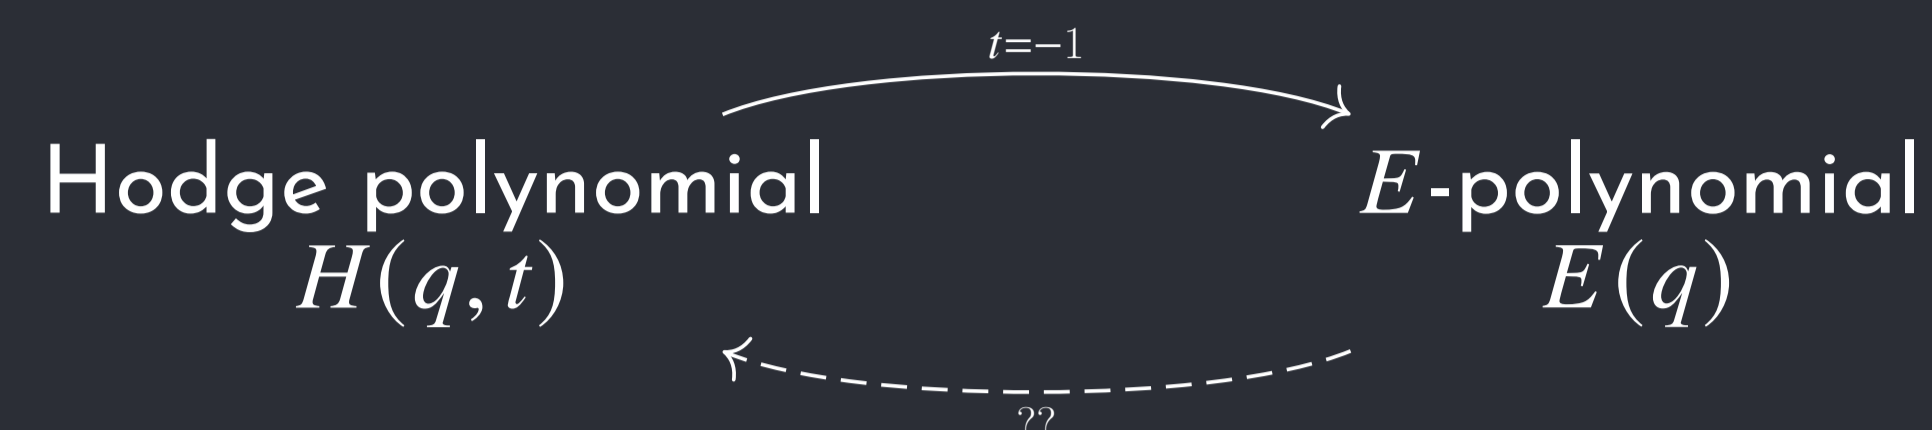 t=−1
Hodge polynomial
E-polynomial
H(q, t)
E(q)
??